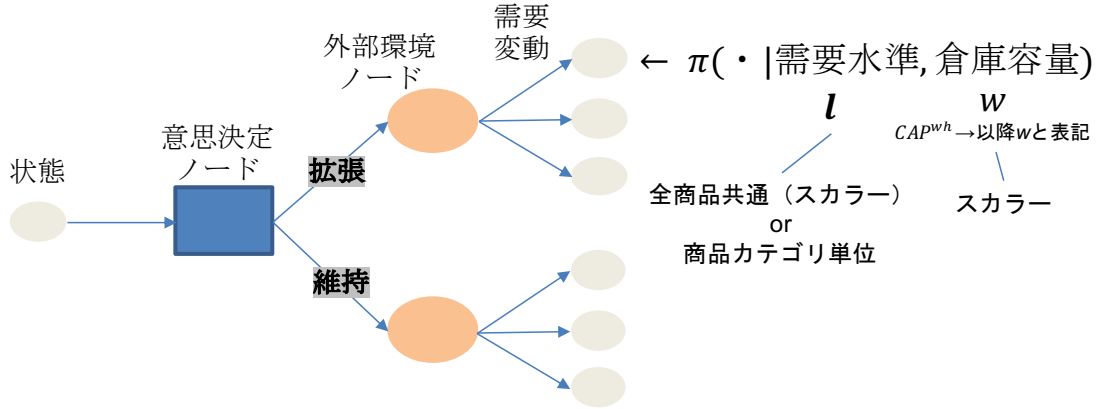 状態
意思決定
ノード
外部環境
ノード
需要
変動
拡張
維持
← π(・|需要水準, 倉庫容量)
l
w
CAP^{wh}→以降wと表記
全商品共通（スカラー）
or
商品カテゴリ単位
スカラー